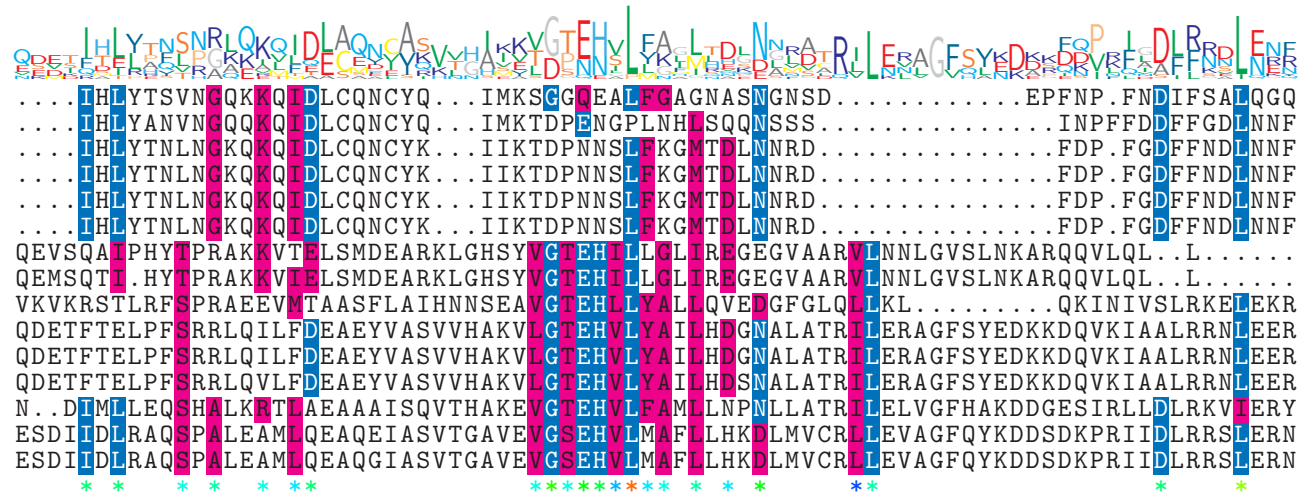 ....IHLYTSVNGQKKQIDLCQNCYQ...IMKSGGQEALFGAGNASNGNSD............EPFNP.FNDIFSALQGQ
....IHLYANVNGQQKQIDLCQNCYQ...IMKTDPENGPLNHLSQQNSSS...............INPFFDDFFGDLNNF
....IHLYTNLNGKQKQIDLCQNCYK...IIKTDPNNSLFKGMTDLNNRD...............FDP.FGDFFNDLNNF
....IHLYTNLNGKQKQIDLCQNCYK...IIKTDPNNSLFKGMTDLNNRD...............FDP.FGDFFNDLNNF
....IHLYTNLNGKQKQIDLCQNCYK...IIKTDPNNSLFKGMTDLNNRD...............FDP.FGDFFNDLNNF
....IHLYTNLNGKQKQIDLCQNCYK...IIKTDPNNSLFKGMTDLNNRD...............FDP.FGDFFNDLNNF
QEVSQAIPHYTPRAKKVTELSMDEARKLGHSYVGTEHILLGLIREGEGVAARVLNNLGVSLNKARQQVLQL..L......
QEMSQTI.HYTPRAKKVIELSMDEARKLGHSYVGTEHILLGLIREGEGVAARVLNNLGVSLNKARQQVLQL..L......
VKVKRSTLRFSPRAEEVMTAASFLAIHNNSEAVGTEHLLYALLQVEDGFGLQLLKL.........QKINIVSLRKELEKR
QDETFTELPFSRRLQILFDEAEYVASVVHAKVLGTEHVLYAILHDGNALATRILERAGFSYEDKKDQVKIAALRRNLEER
QDETFTELPFSRRLQILFDEAEYVASVVHAKVLGTEHVLYAILHDGNALATRILERAGFSYEDKKDQVKIAALRRNLEER
QDETFTELPFSRRLQVLFDEAEYVASVVHAKVLGTEHVLYAILHDSNALATRILERAGFSYEDKKDQVKIAALRRNLEER
N..DIMLLEQSHALKRTLAEAAAISQVTHAKEVGTEHVLFAMLLNPNLLATRILELVGFHAKDDGESIRLLDLRKVIERY
ESDIIDLRAQSPALEAMLQEAQEIASVTGAVEVGSEHVLMAFLLHKDLMVCRLLEVAGFQYKDDSDKPRIIDLRRSLERN
ESDIIDLRAQSPALEAMLQEAQGIASVTGAVEVGSEHVLMAFLLHKDLMVCRLLEVAGFQYKDDSDKPRIIDLRRSLERN